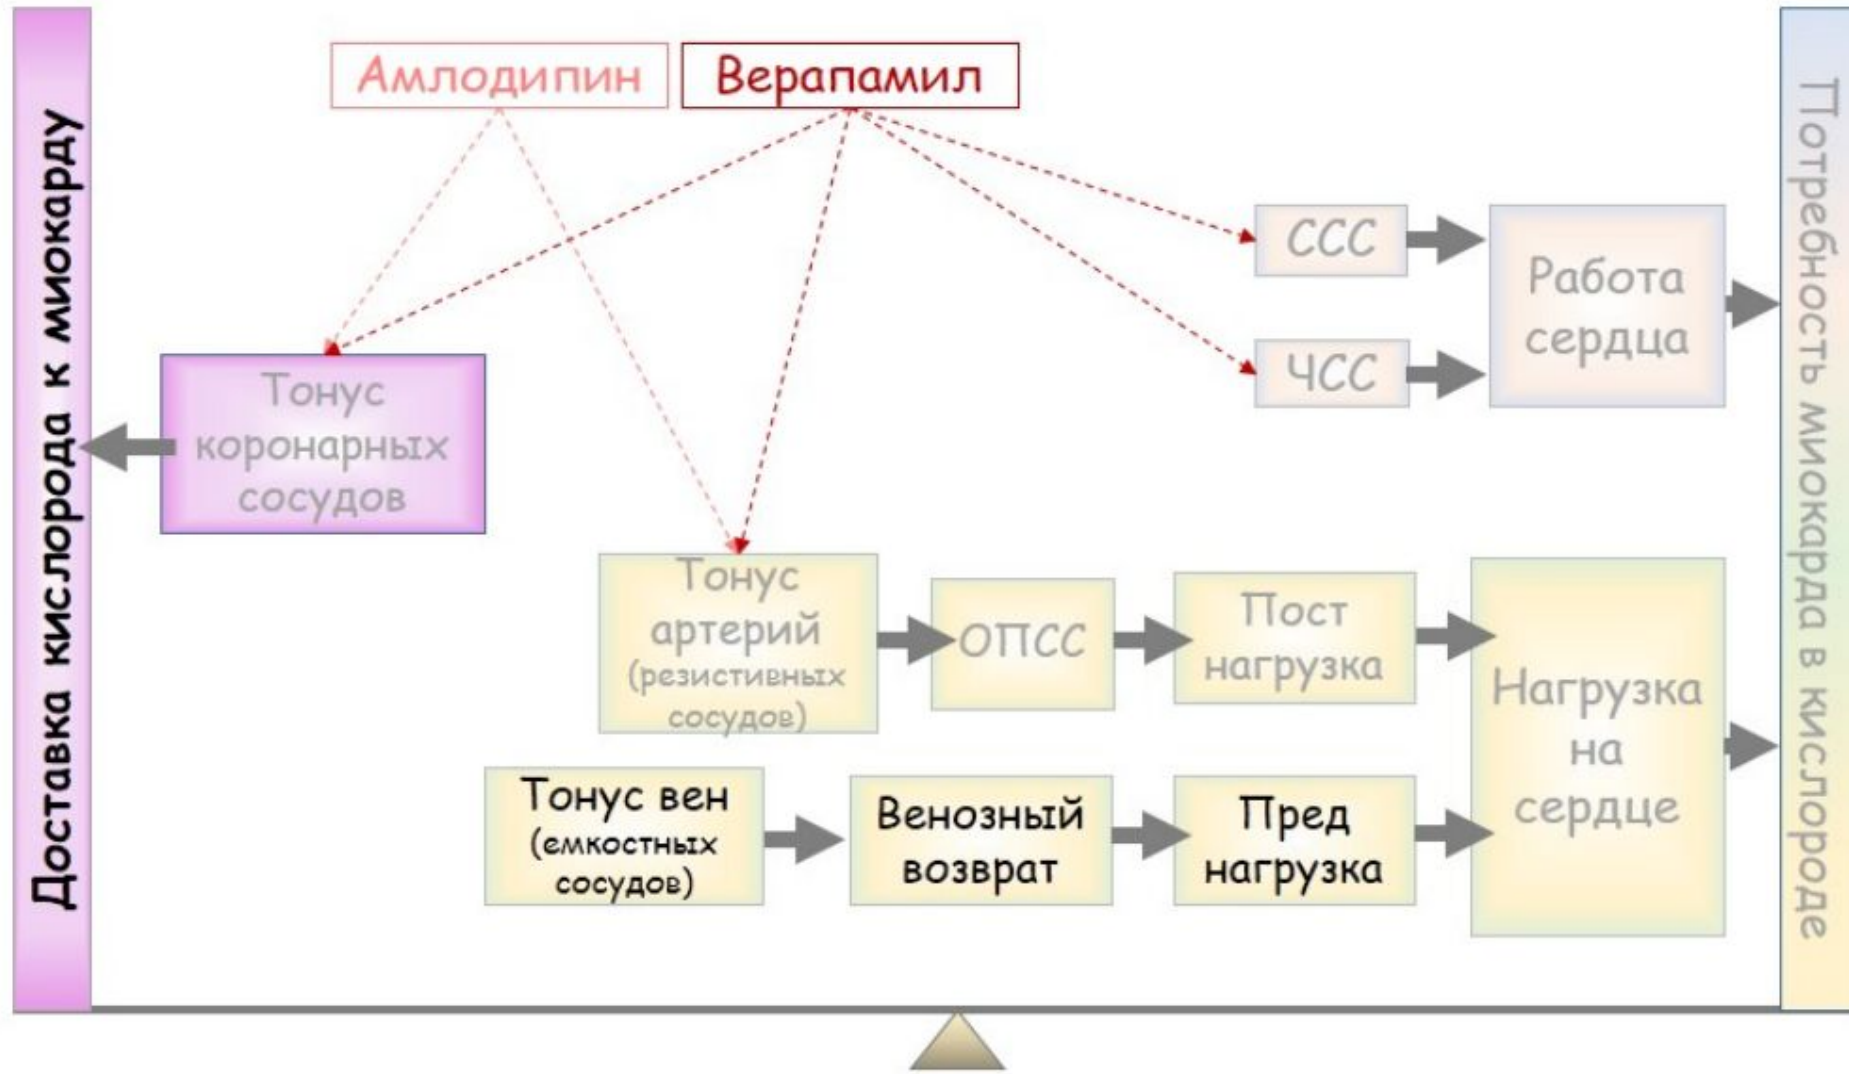 Доставка кислорода к миокарду
Амлодипин
Верапамил
ССС
ЧСС
Работа
сердца
Тонус
коронарных
сосудов
Тонус
артерий
(резистивных
сосудов)
ОПСС
Пост
нагрузка
Нагрузка
на
сердце
Тонус вен
(емкостных
сосудов)
Венозный
возврат
Пред
нагрузка
Потребность миокарда в кислороде